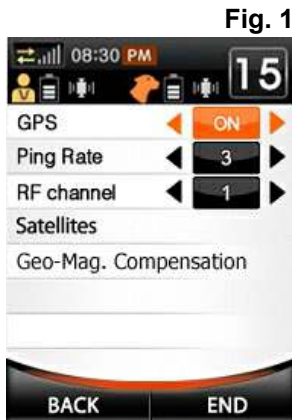 Fig. 1
08:30 PM
15
GPS ON
Ping Rate 3
RF channel 1
Satellites
Geo-Mag. Compensation
BACK END